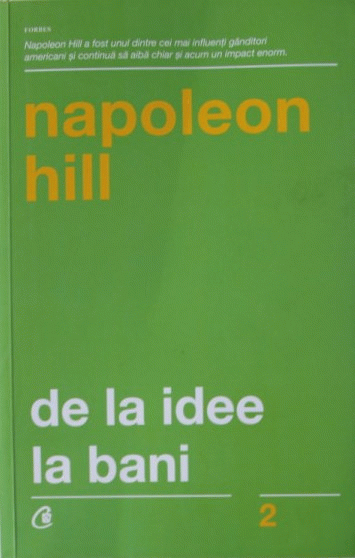 FORBES
Napoleon Hill a fost unul dintre cei mai influenți gânditori
americani și continuă să aibă chiar și acum un impact enorm.
napoleon
hill
de la idee
la bani
2